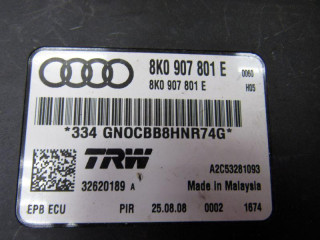 8K0 907 801 E 0060
8K0 907 801 E H05
*334 GNOCBB8HNR74G*
TRW A2C53281093
32620189 A Made in Malaysia
EPB ECU PIR 25.08.08 0002 1674